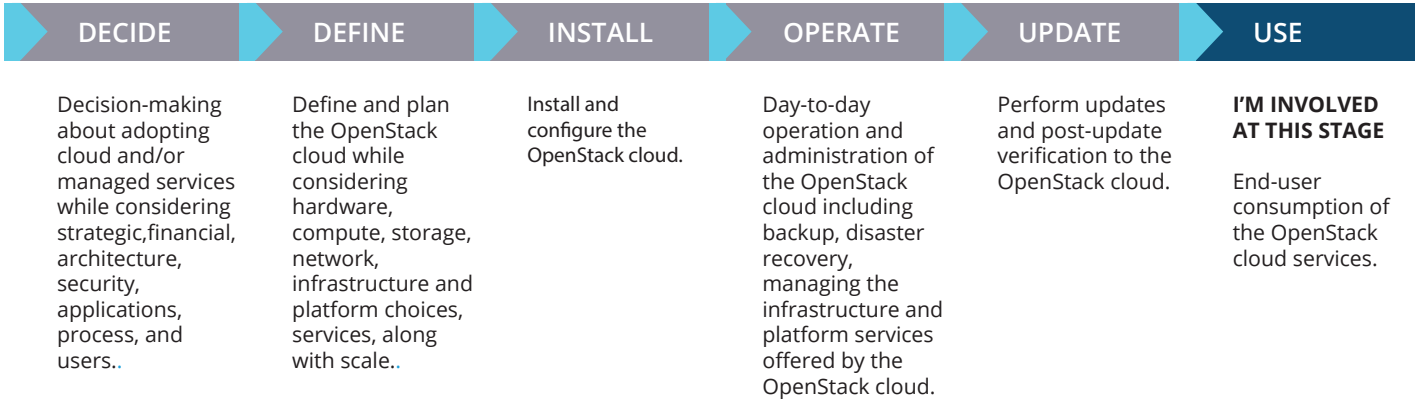 DECIDE
Decision-making
about adopting
cloud and/or
managed services
while considering
strategic,financial,
architecture,
security,
applications,
process, and
users..
DEFINE
Define and plan
the OpenStack
cloud while
considering
hardware,
compute, storage,
network,
infrastructure and
platform choices,
services, along
with scale..
INSTALL
Install and
configure the
OpenStack cloud.
OPERATE
Day-to-day
operation and
administration of
the OpenStack
cloud including
backup, disaster
recovery,
managing the
infrastructure and
platform services
offered by the
OpenStack cloud.
UPDATE
Perform updates
and post-update
verification to the
OpenStack cloud.
USE
I’M INVOLVED
AT THIS STAGE
End-user
consumption of
the OpenStack
cloud services.